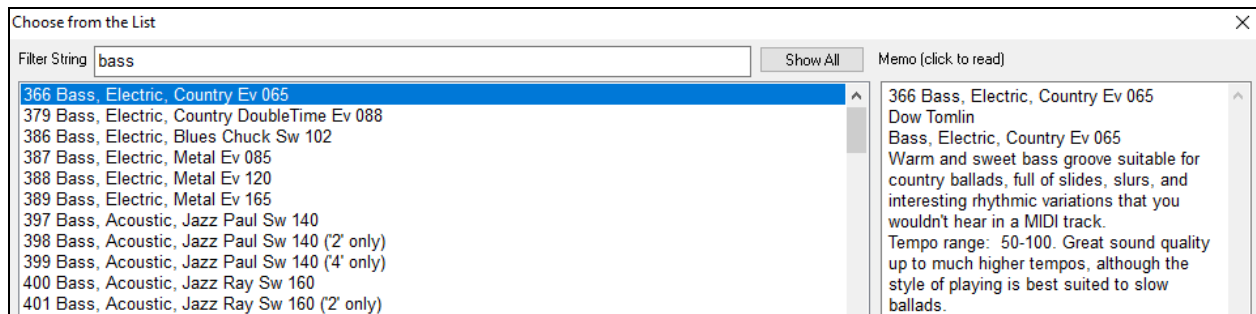 Choose from the List
Filter String bass Show All Memo (click to read)
366 Bass, Electric, Country Ev 065
379 Bass, Electric, Country DoubleTime Ev 088
386 Bass, Electric, Blues Chuck Sw 102
387 Bass, Electric, Metal Ev 085
388 Bass, Electric, Metal Ev 120
389 Bass, Electric, Metal Ev 165
397 Bass, Acoustic, Jazz Paul Sw 140
398 Bass, Acoustic, Jazz Paul Sw 140 ('2' only)
399 Bass, Acoustic, Jazz Paul Sw 140 ('4' only)
400 Bass, Acoustic, Jazz Ray Sw 160
401 Bass, Acoustic, Jazz Ray Sw 160 ('2' only)
366 Bass, Electric, Country Ev 065
Dow Tomlin
Bass, Electric, Country Ev 065
Warm and sweet bass groove suitable for
country ballads, full of slides, slurs, and
interesting rhythmic variations that you
wouldn't hear in a MIDI track.
Tempo range:  50-100. Great sound quality
up to much higher tempos, although the
style of playing is best suited to slow
ballads.